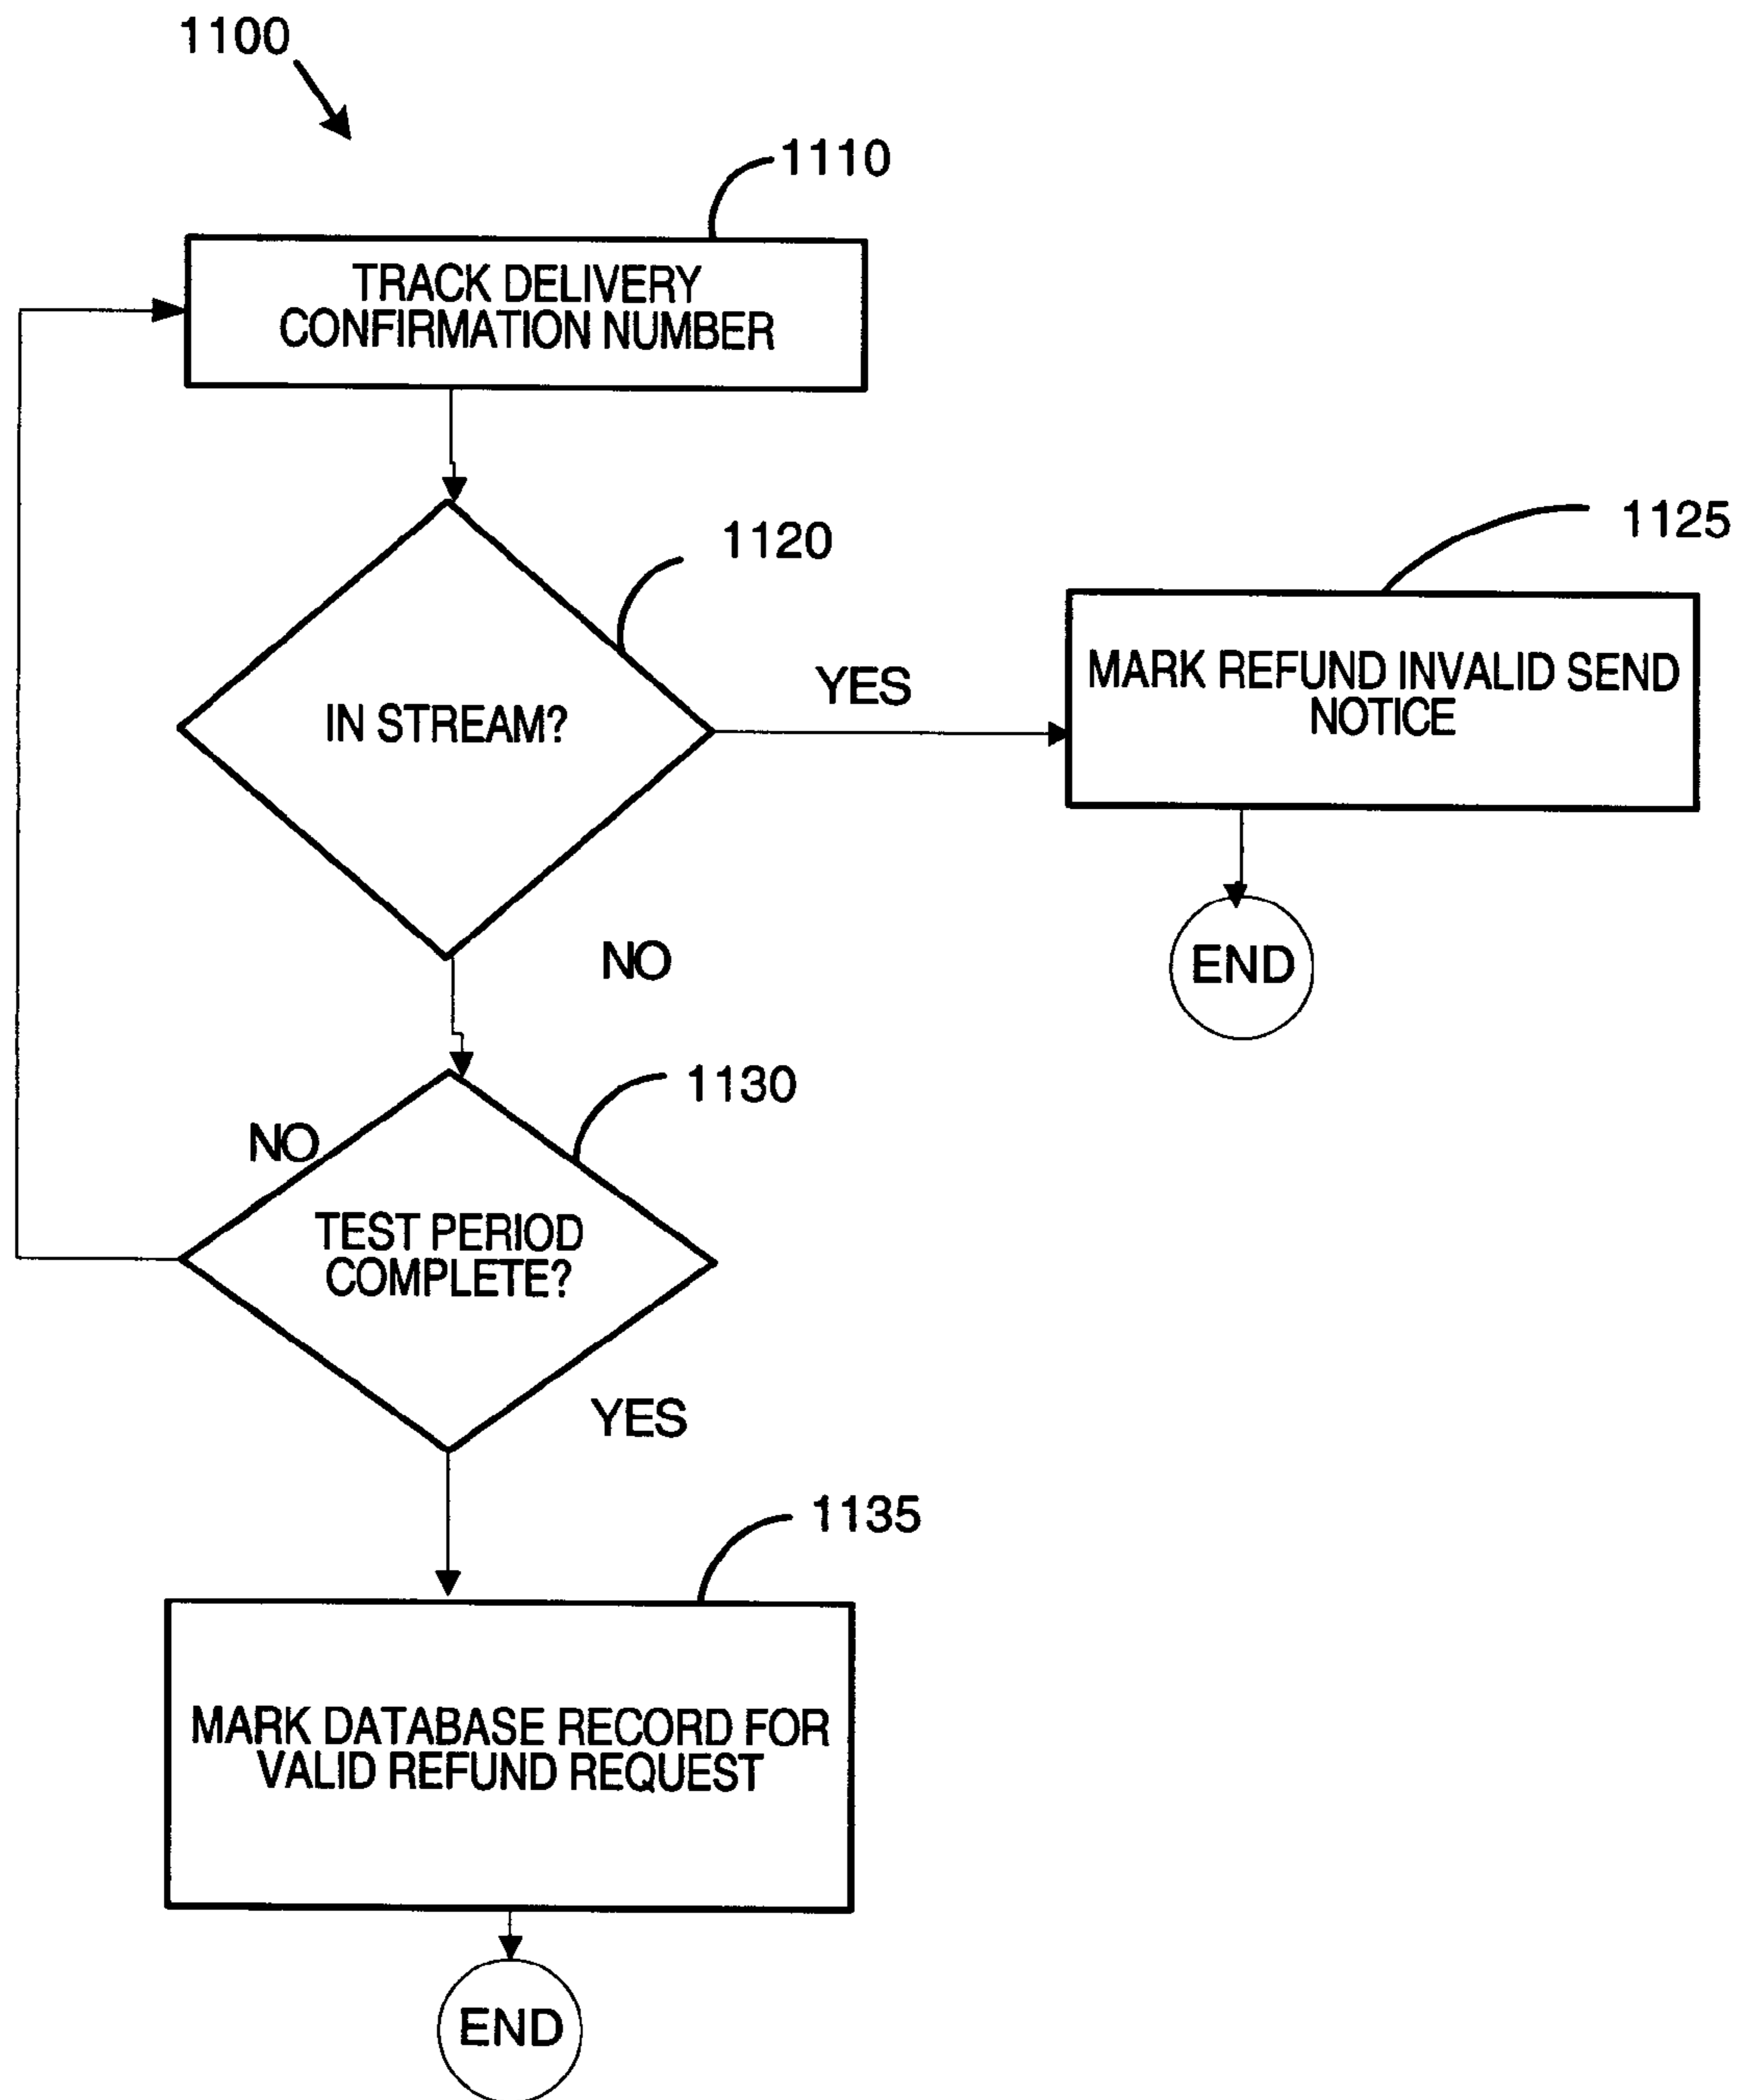 1100
1110
TRACK DELIVERY
CONFIRMATION NUMBER
1120
1125
IN STREAM?
YES
MARK REFUND INVALID SEND
NOTICE
NO
END
1130
NO
TEST PERIOD
COMPLETE?
YES
1135
MARK DATABASE RECORD FOR
VALID REFUND REQUEST
END